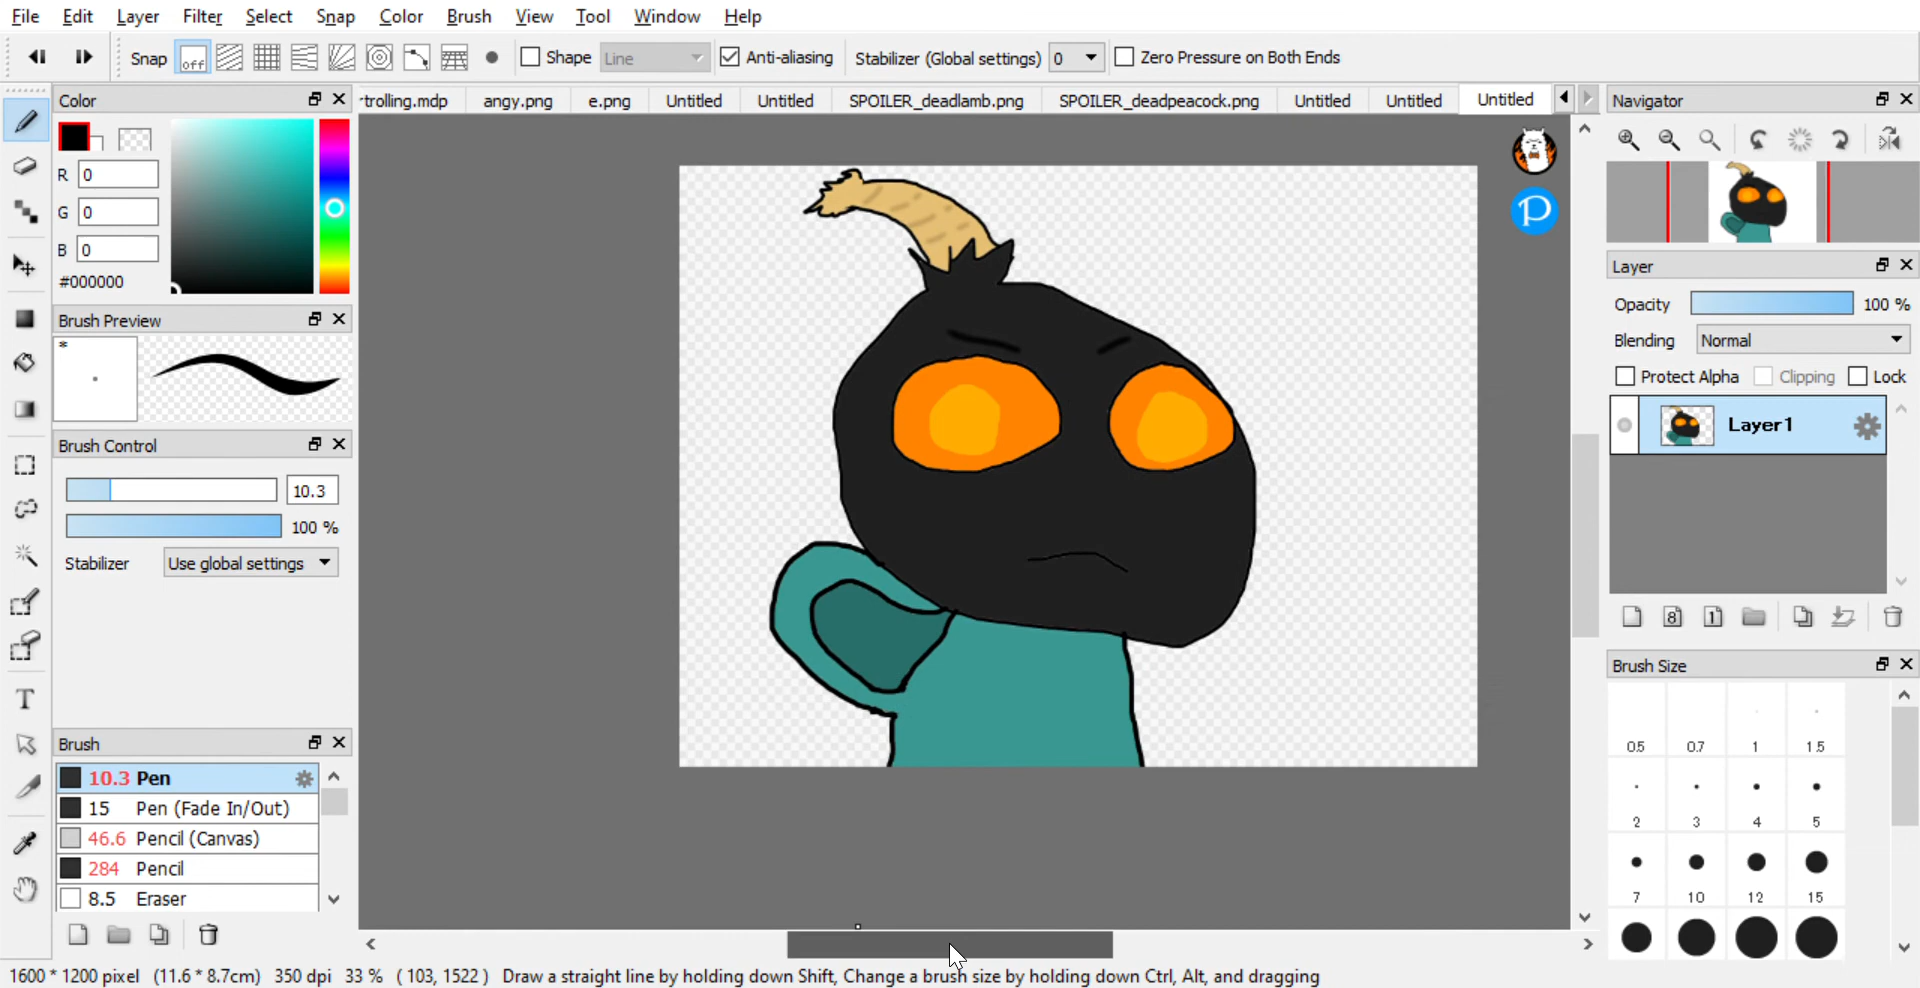 File Edit Layer Filter Select Snap Color Brush View Tool Window Help
Snap off Shape Line Anti-aliasing Stabilizer (Global settings) 0 Zero Pressure on Both Ends
Color
trolling.mdp angy.png e.png Untitled Untitled SPOILER_deadlamb.png SPOILER_deadpeacock.png Untitled Untitled Untitled
Navigator
R 0
G 0
B 0
#000000
P
Layer
Opacity 100 %
Blending Normal
Protect Alpha Clipping Lock
Layer1
8 1
Brush Preview
*
Brush Control
10.3
100 %
Stabilizer Use global settings
T
Brush
10.3 Pen
15 Pen (Fade In/Out)
46.6 Pencil (Canvas)
284 Pencil
8.5 Eraser
Brush Size
0.5 0.7 1 1.5
2 3 4 5
7 10 12 15
1600 * 1200 pixel (11.6 * 8.7cm) 350 dpi 33 % ( 103, 1522 ) Draw a straight line by holding down Shift, Change a brush size by holding down Ctrl, Alt, and dragging